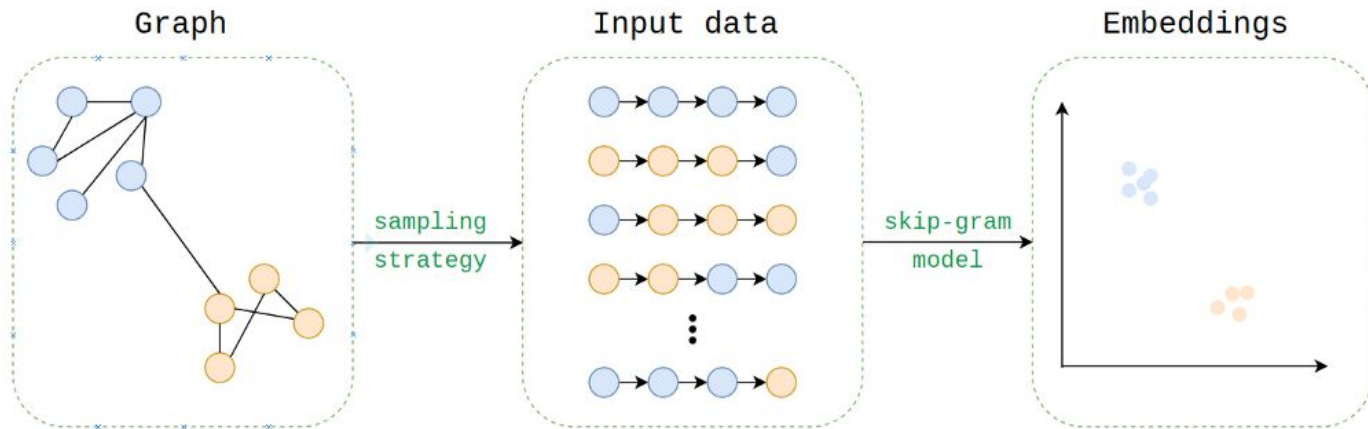 Graph
Input data
Embeddings
sampling
strategy
skip-gram
model